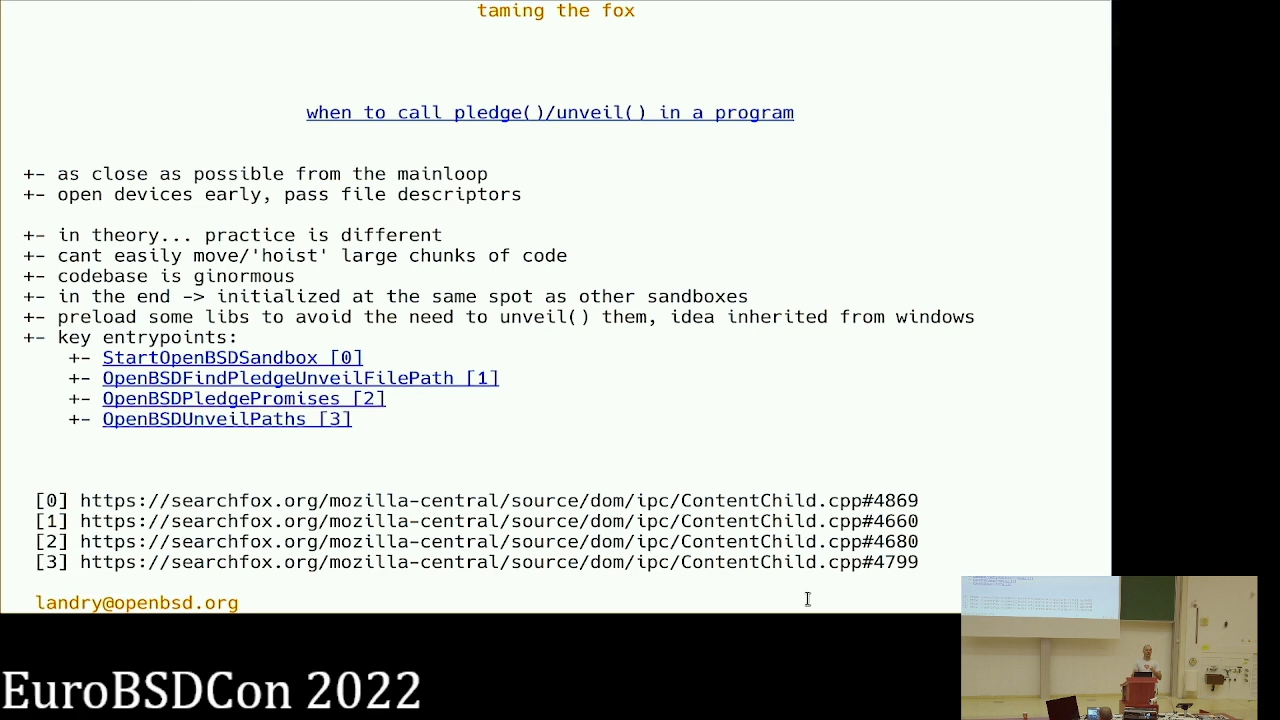 taming the fox
when to call pledge()/unveil() in a program
+- as close as possible from the mainloop
+- open devices early, pass file descriptors
+- in theory... practice is different
+- cant easily move/'hoist' large chunks of code
+- codebase is ginormous
+- in the end -> initialized at the same spot as other sandboxes
+- preload some libs to avoid the need to unveil() them, idea inherited from windows
+- key entrypoints:
+- StartOpenBSDSandbox [0]
+- OpenBSDFindPledgeUnveilFilePath [1]
+- OpenBSDPledgePromises [2]
+- OpenBSDUnveilPaths [3]
[0] https://searchfox.org/mozilla-central/source/dom/ipc/ContentChild.cpp#4869
[1] https://searchfox.org/mozilla-central/source/dom/ipc/ContentChild.cpp#4660
[2] https://searchfox.org/mozilla-central/source/dom/ipc/ContentChild.cpp#4680
[3] https://searchfox.org/mozilla-central/source/dom/ipc/ContentChild.cpp#4799
landry@openbsd.org
EuroBSDCon 2022